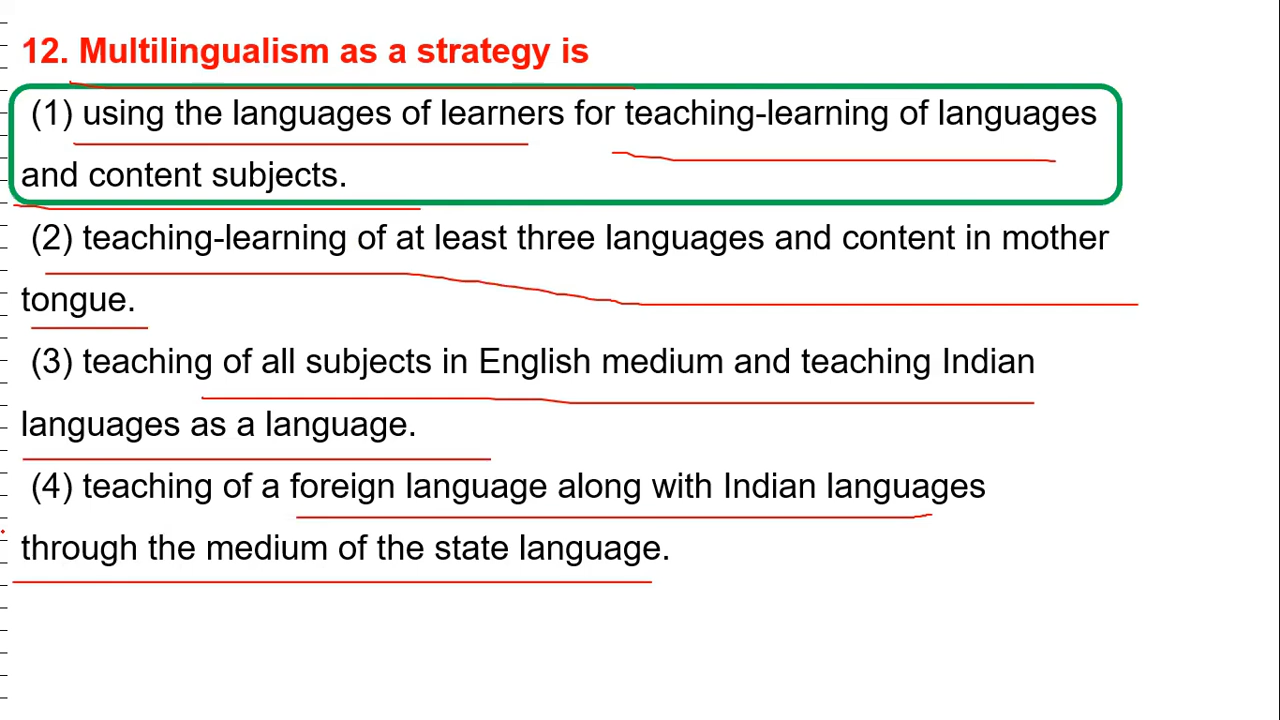 12. Multilingualism as a strategy is
(1) using the languages of learners for teaching-learning of languages
and content subjects.
(2) teaching-learning of at least three languages and content in mother
tongue.
(3) teaching of all subjects in English medium and teaching Indian
languages as a language.
(4) teaching of a foreign language along with Indian languages
through the medium of the state language.